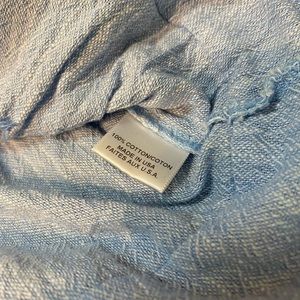 100% COTTON/COTON
MADE IN USA
FAITES AUX U.S.A.